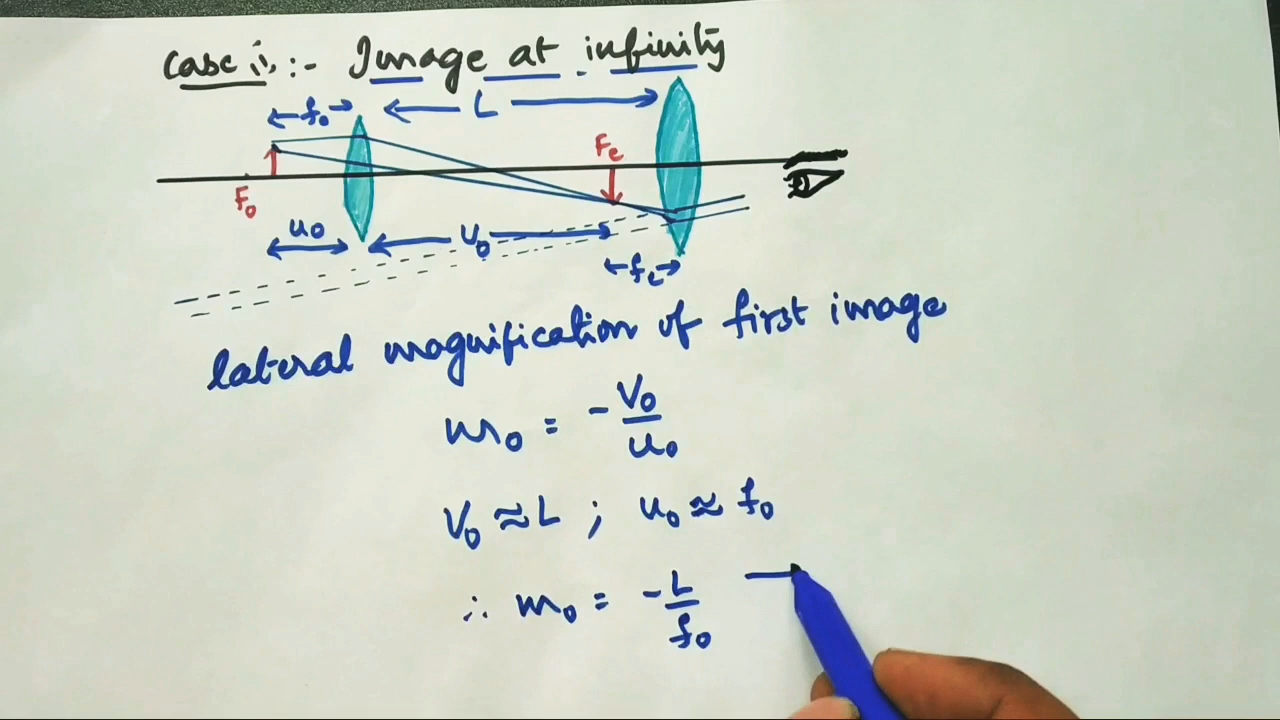 Case i) :- Image at infinity
f₀ L
Fe
F₀
u₀ v₀
fe
lateral magnification of first image
m₀ = - V₀/u₀
V₀ ≈ L ; u₀ ≈ f₀
∴ m₀ = - L/f₀